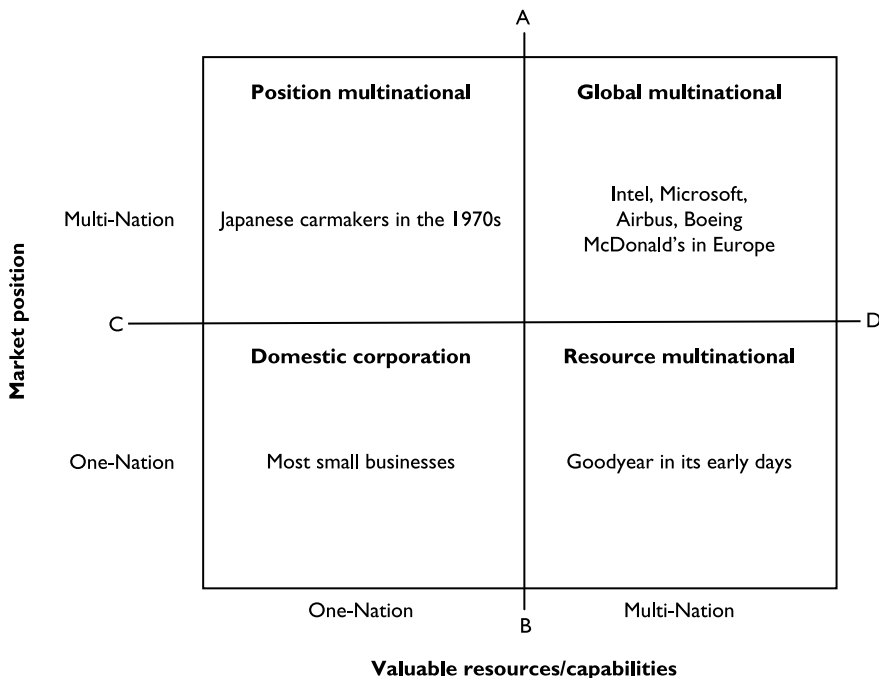 A
Position multinational
Global multinational
Multi-Nation
Japanese carmakers in the 1970s
Intel, Microsoft,
Airbus, Boeing
McDonald's in Europe
Market position
C
D
Domestic corporation
Resource multinational
One-Nation
Most small businesses
Goodyear in its early days
One-Nation
Multi-Nation
B
Valuable resources/capabilities